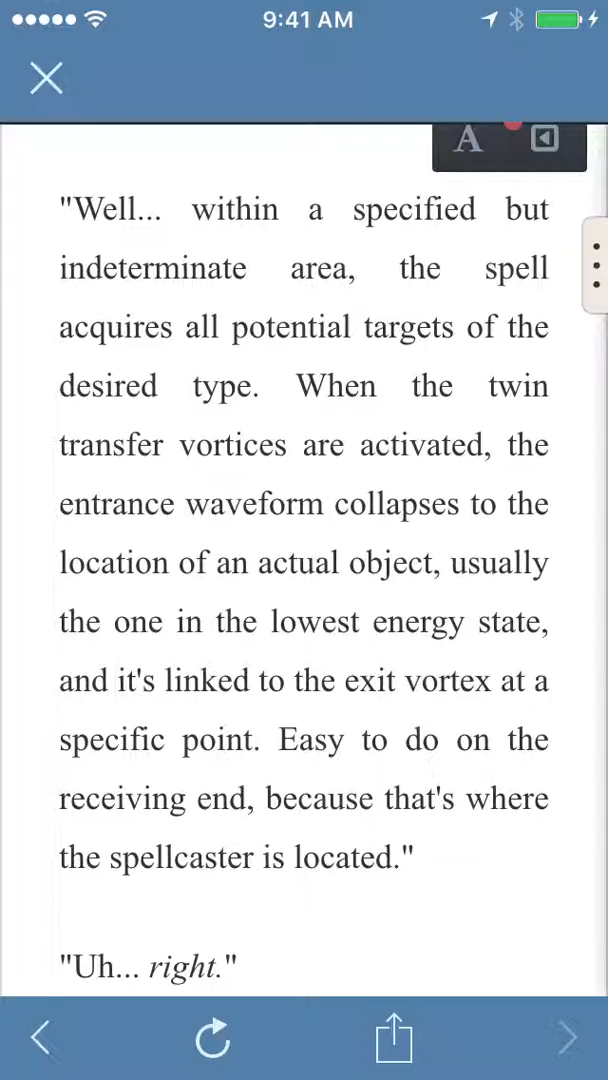 9:41 AM
A
"Well... within a specified but
indeterminate area, the spell
acquires all potential targets of the
desired type. When the twin
transfer vortices are activated, the
entrance waveform collapses to the
location of an actual object, usually
the one in the lowest energy state,
and it's linked to the exit vortex at a
specific point. Easy to do on the
receiving end, because that's where
the spellcaster is located."
"Uh... right."